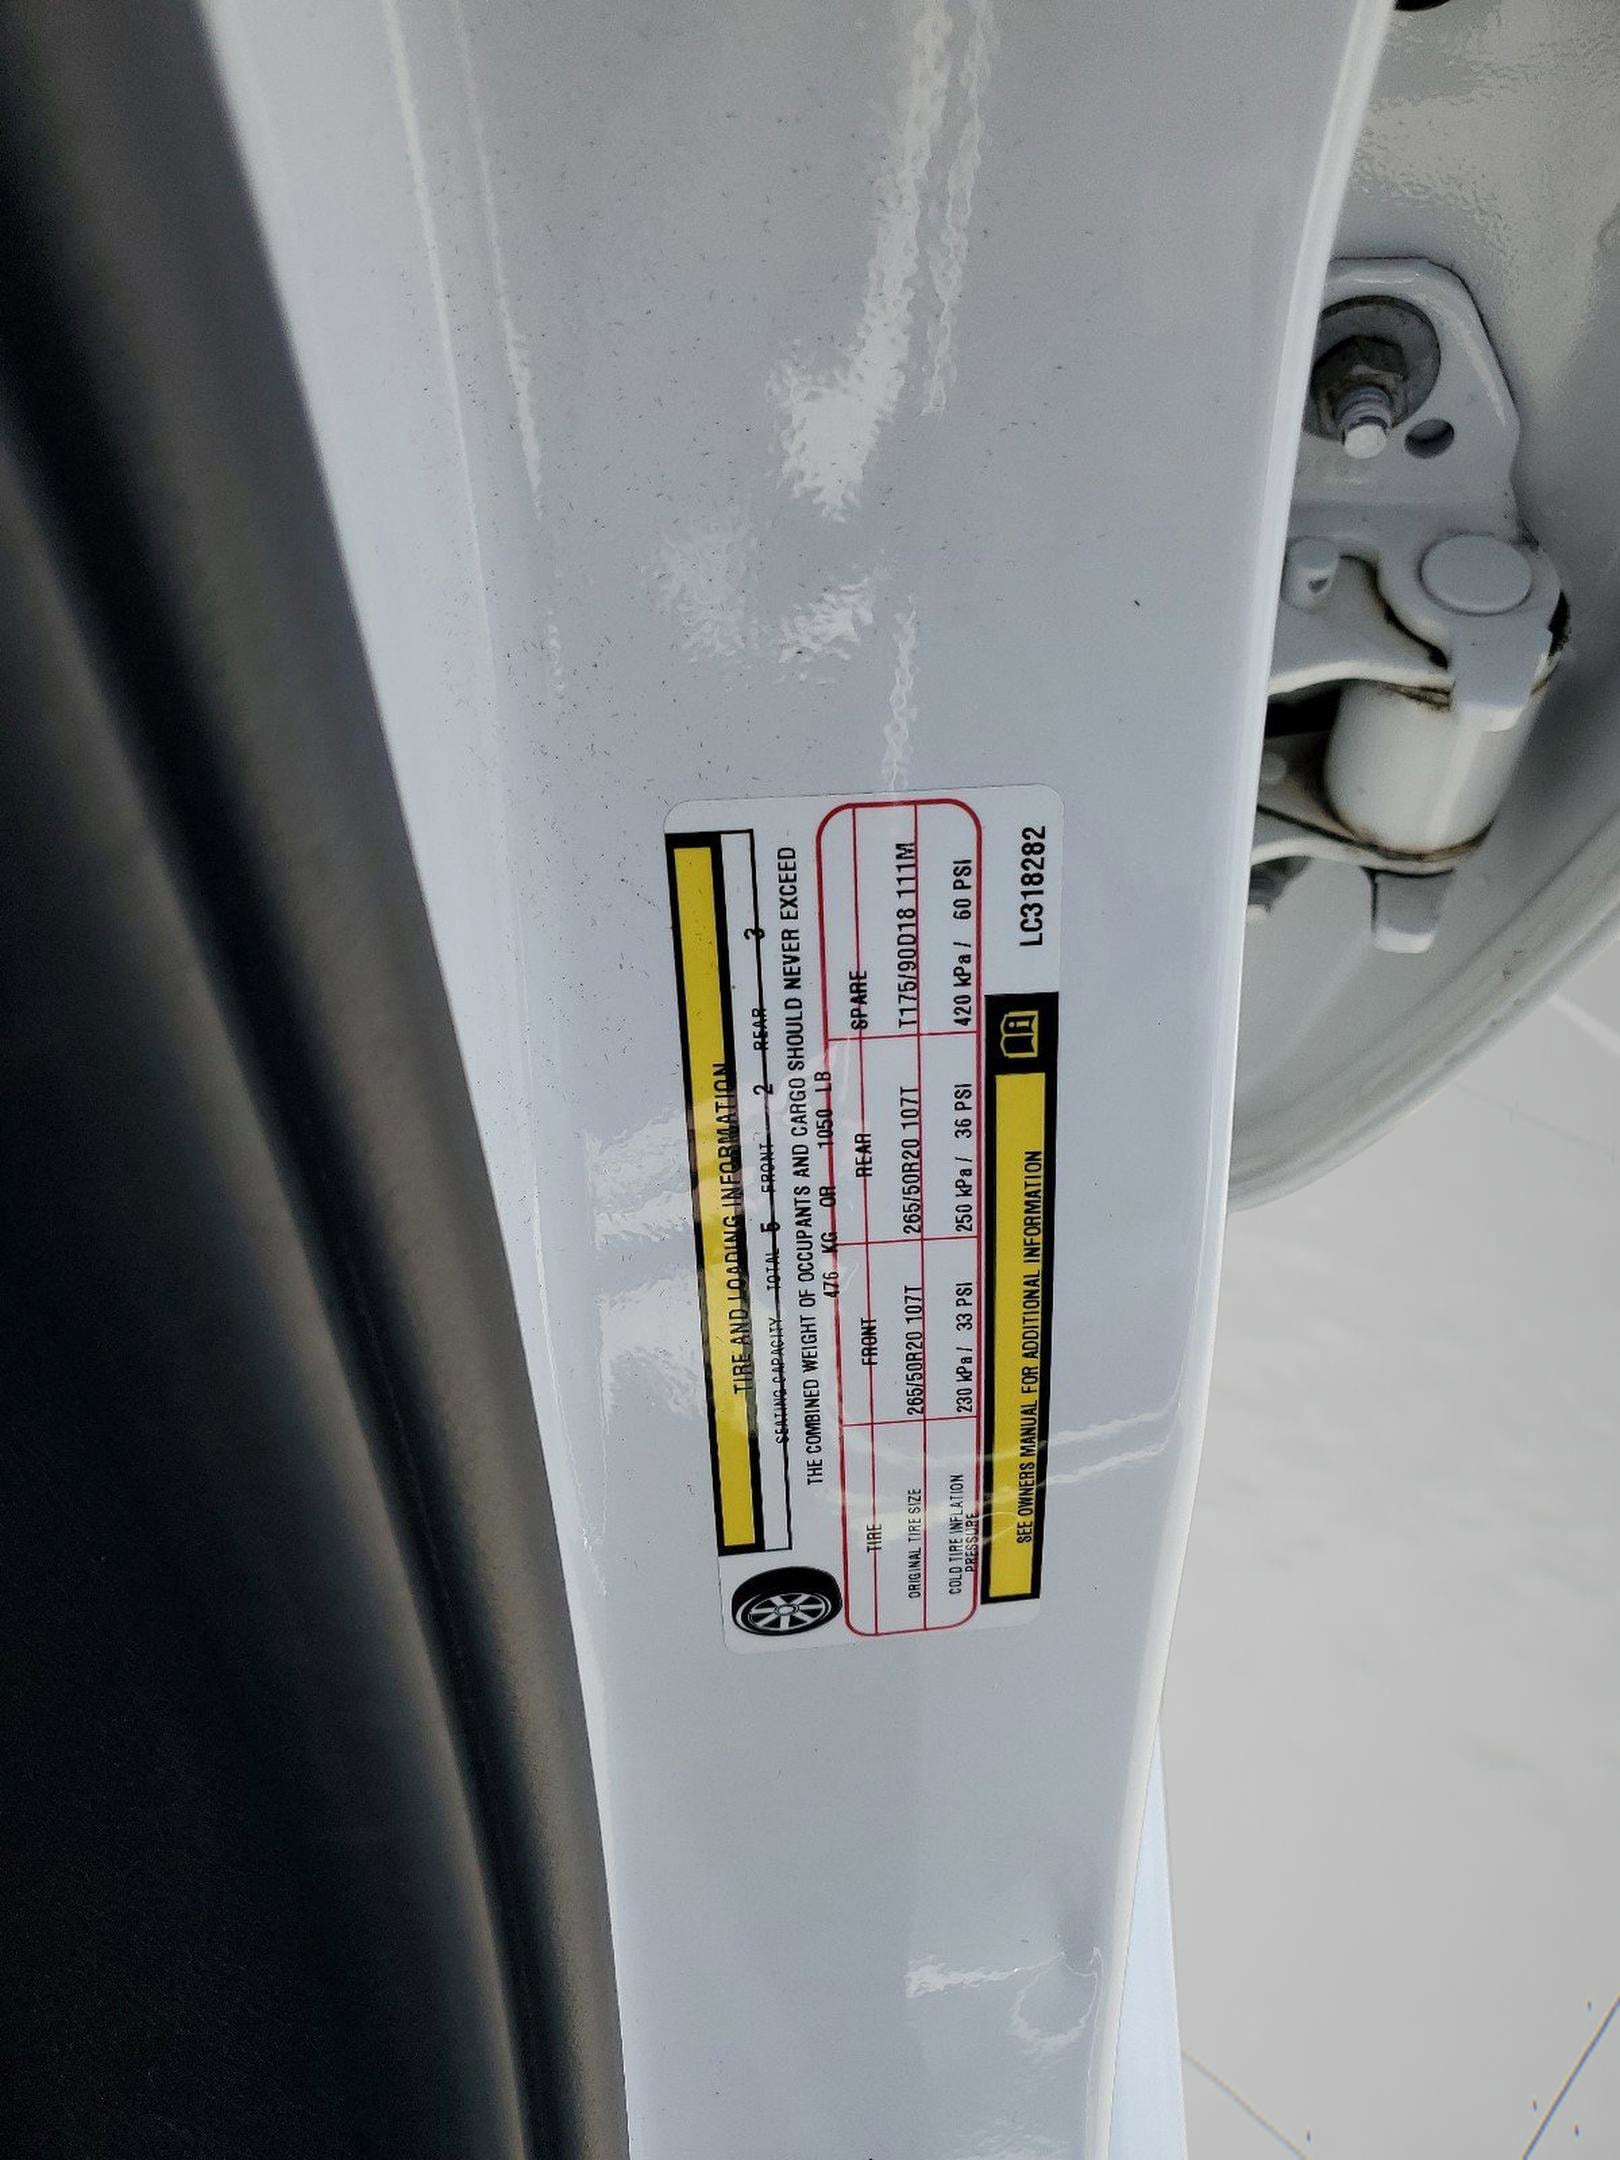 TIRE AND LOADING INFORMATION
SEATING CAPACITY TOTAL 5 FRONT 2 REAR 3
THE COMBINED WEIGHT OF OCCUPANTS AND CARGO SHOULD NEVER EXCEED
476 KG OR 1050 LB
TIRE FRONT REAR SPARE
ORIGINAL TIRE SIZE 265/50R20 107T 265/50R20 107T T175/90D18 111M
COLD TIRE INFLATION PRESSURE 230 kPa / 33 PSI 250 kPa / 36 PSI 420 kPa / 60 PSI
SEE OWNERS MANUAL FOR ADDITIONAL INFORMATION
LC318282